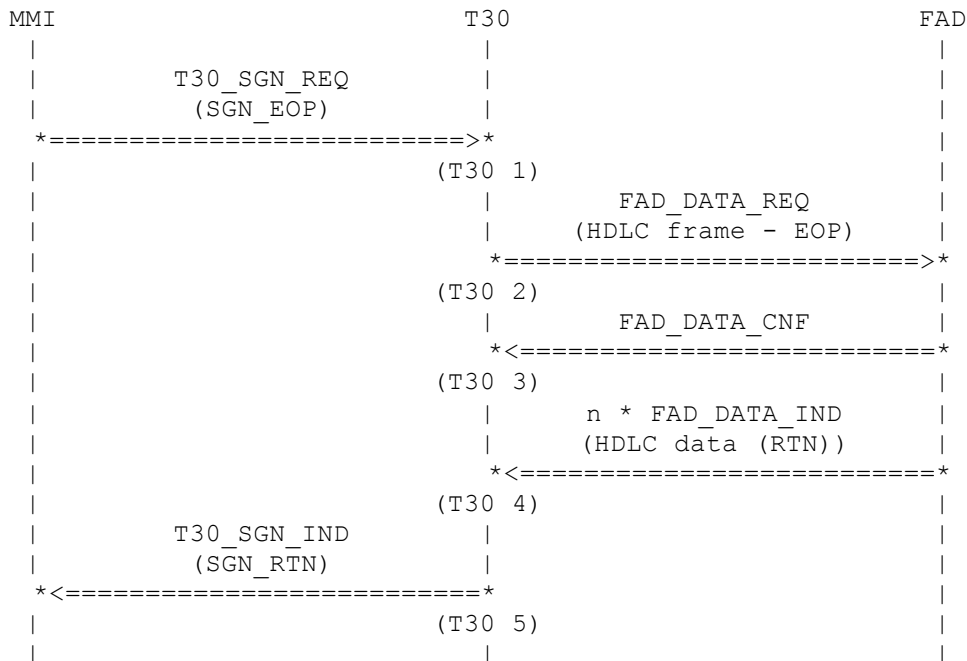 MMI T30 FAD
T30_SGN_REQ
(SGN_EOP)
*==========================>*
(T30 1)
FAD_DATA_REQ
(HDLC frame - EOP)
*==========================>*
(T30 2)
FAD_DATA_CNF
*<==========================*
(T30 3)
n * FAD_DATA_IND
(HDLC data (RTN))
*<==========================*
(T30 4)
T30_SGN_IND
(SGN_RTN)
*<==========================*
(T30 5)